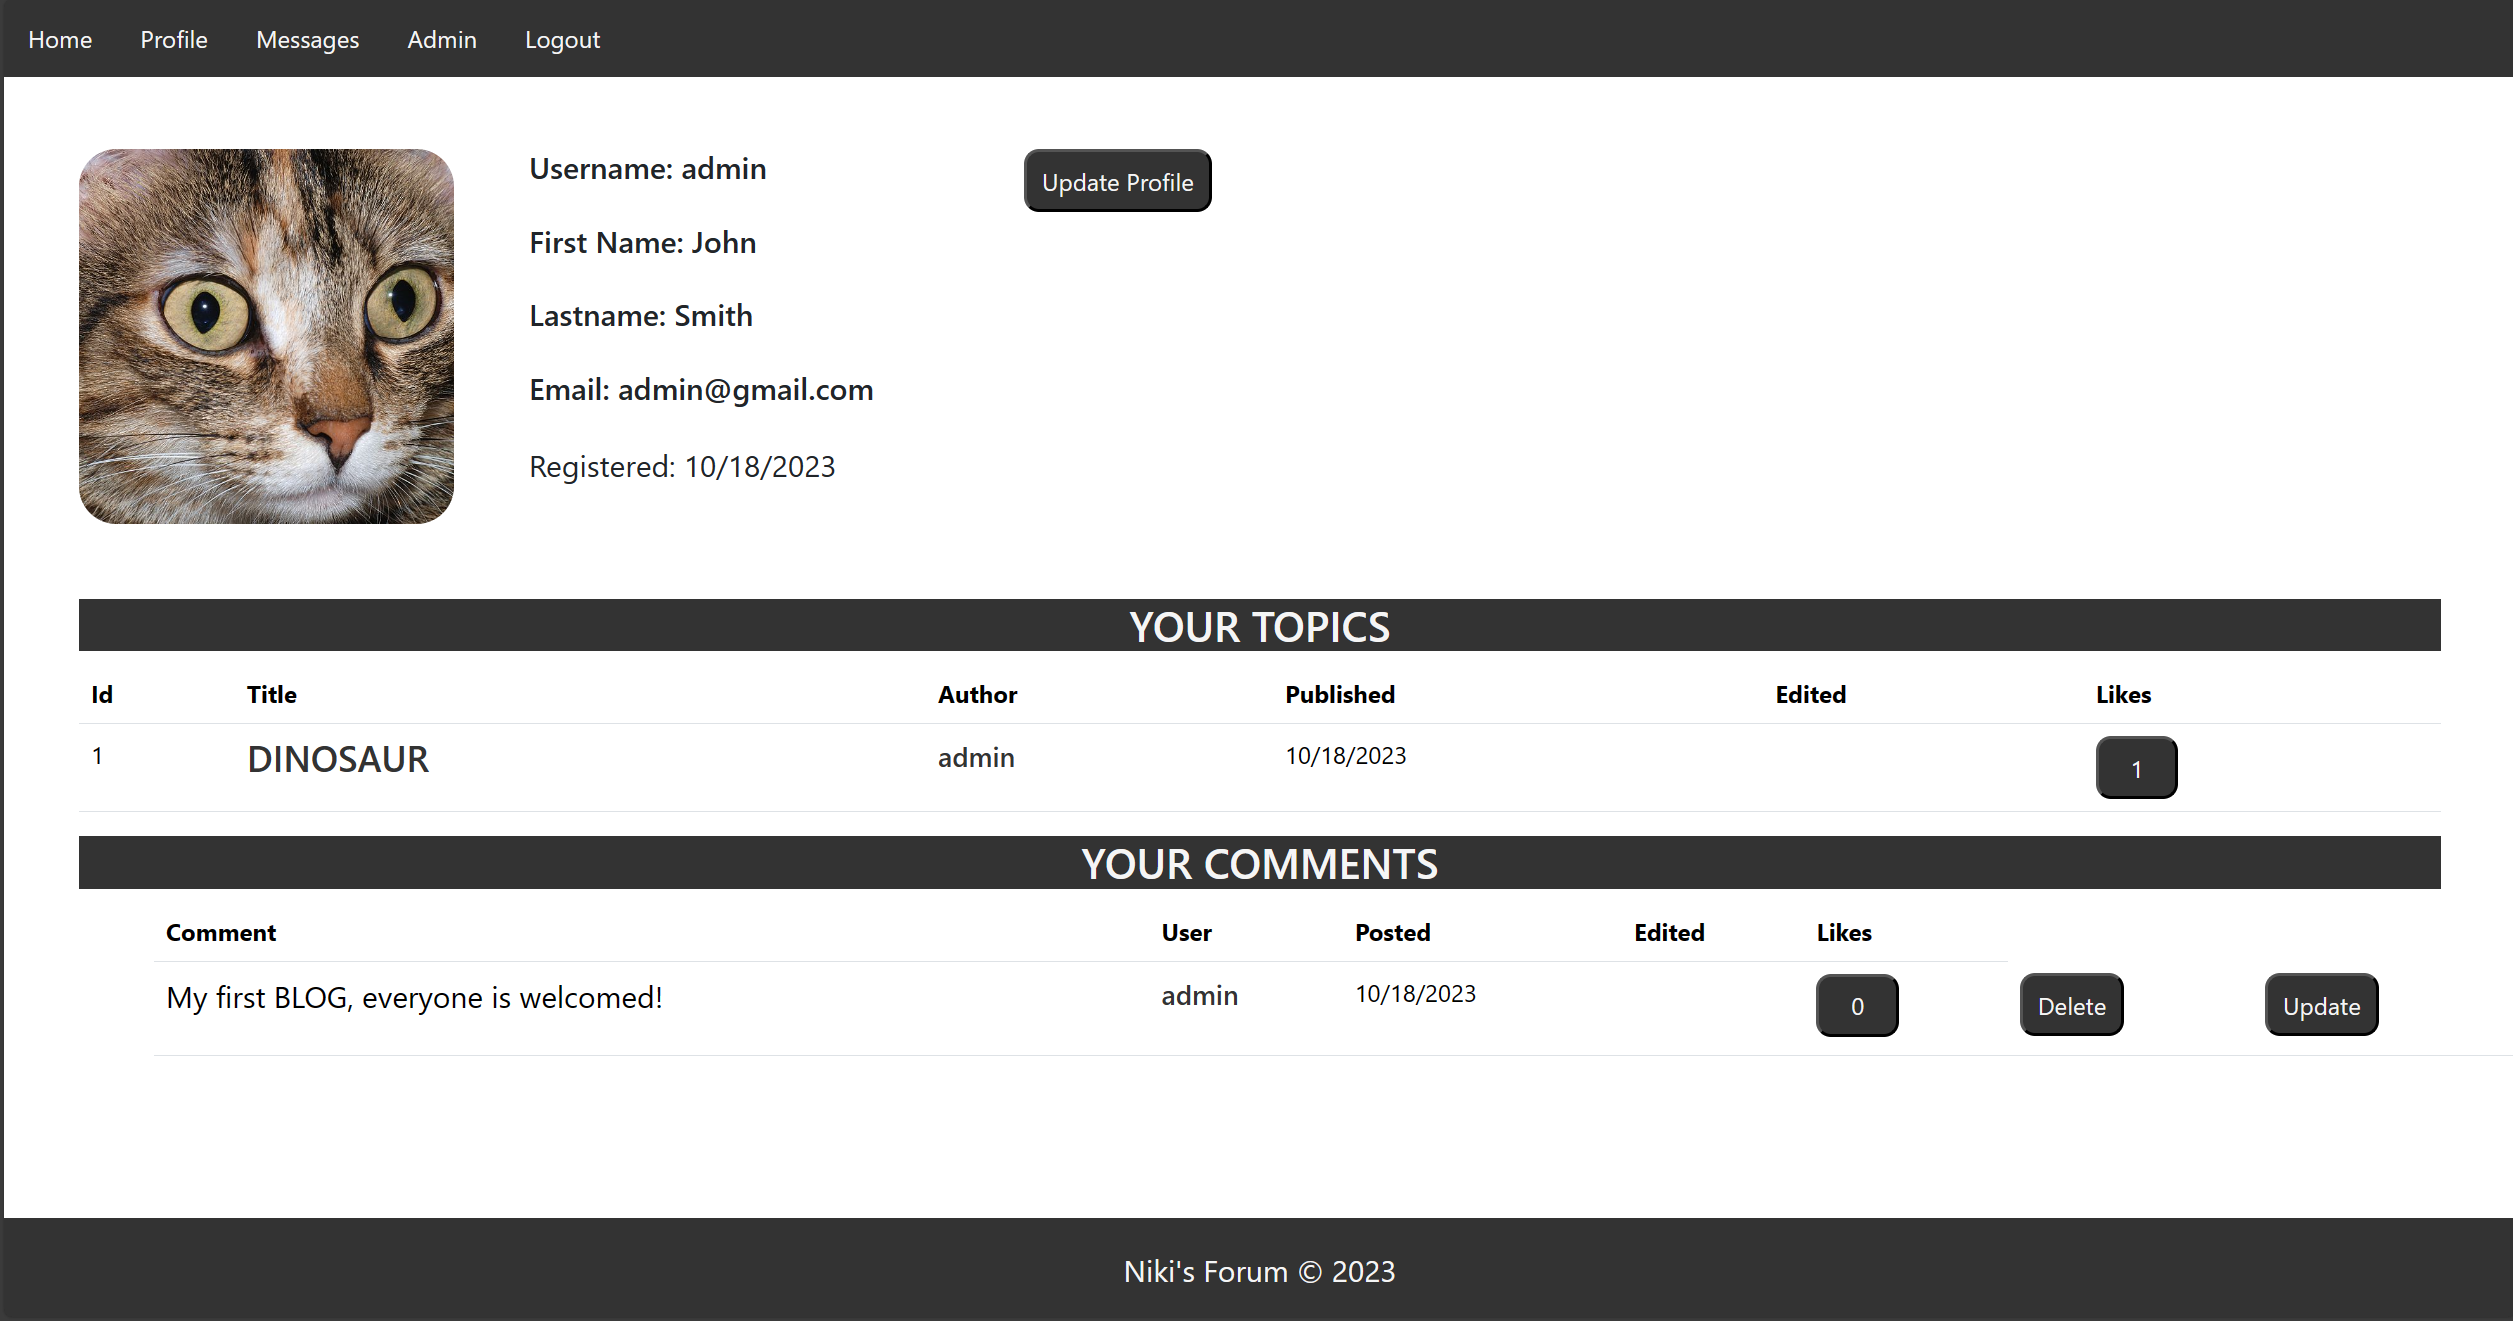 Home Profile Messages Admin Logout
Username: admin
Update Profile
First Name: John
Lastname: Smith
Email: admin@gmail.com
Registered: 10/18/2023
YOUR TOPICS
Id Title Author Published Edited Likes
1 DINOSAUR admin 10/18/2023 1
YOUR COMMENTS
Comment User Posted Edited Likes
My first BLOG, everyone is welcomed! admin 10/18/2023 0 Delete Update
Niki's Forum © 2023